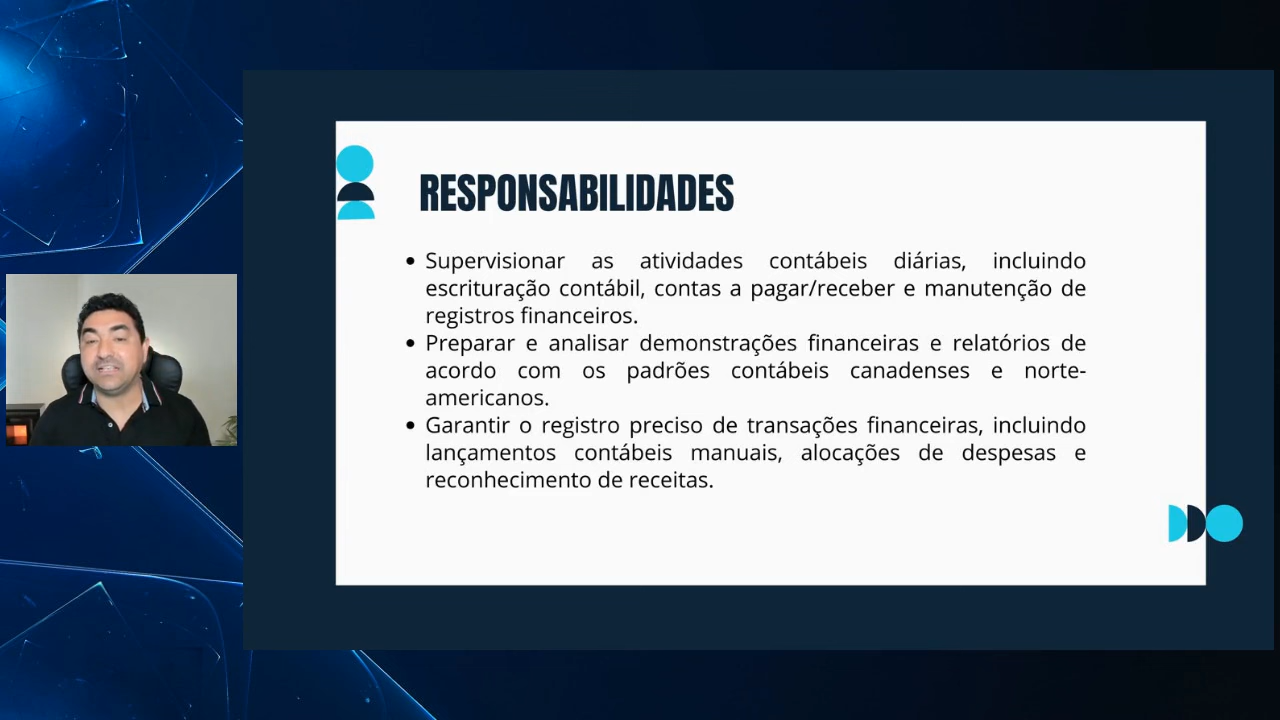 RESPONSABILIDADES
• Supervisionar as atividades contábeis diárias, incluindo
escrituração contábil, contas a pagar/receber e manutenção de
registros financeiros.
• Preparar e analisar demonstrações financeiras e relatórios de
acordo com os padrões contábeis canadenses e norte-
americanos.
• Garantir o registro preciso de transações financeiras, incluindo
lançamentos contábeis manuais, alocações de despesas e
reconhecimento de receitas.